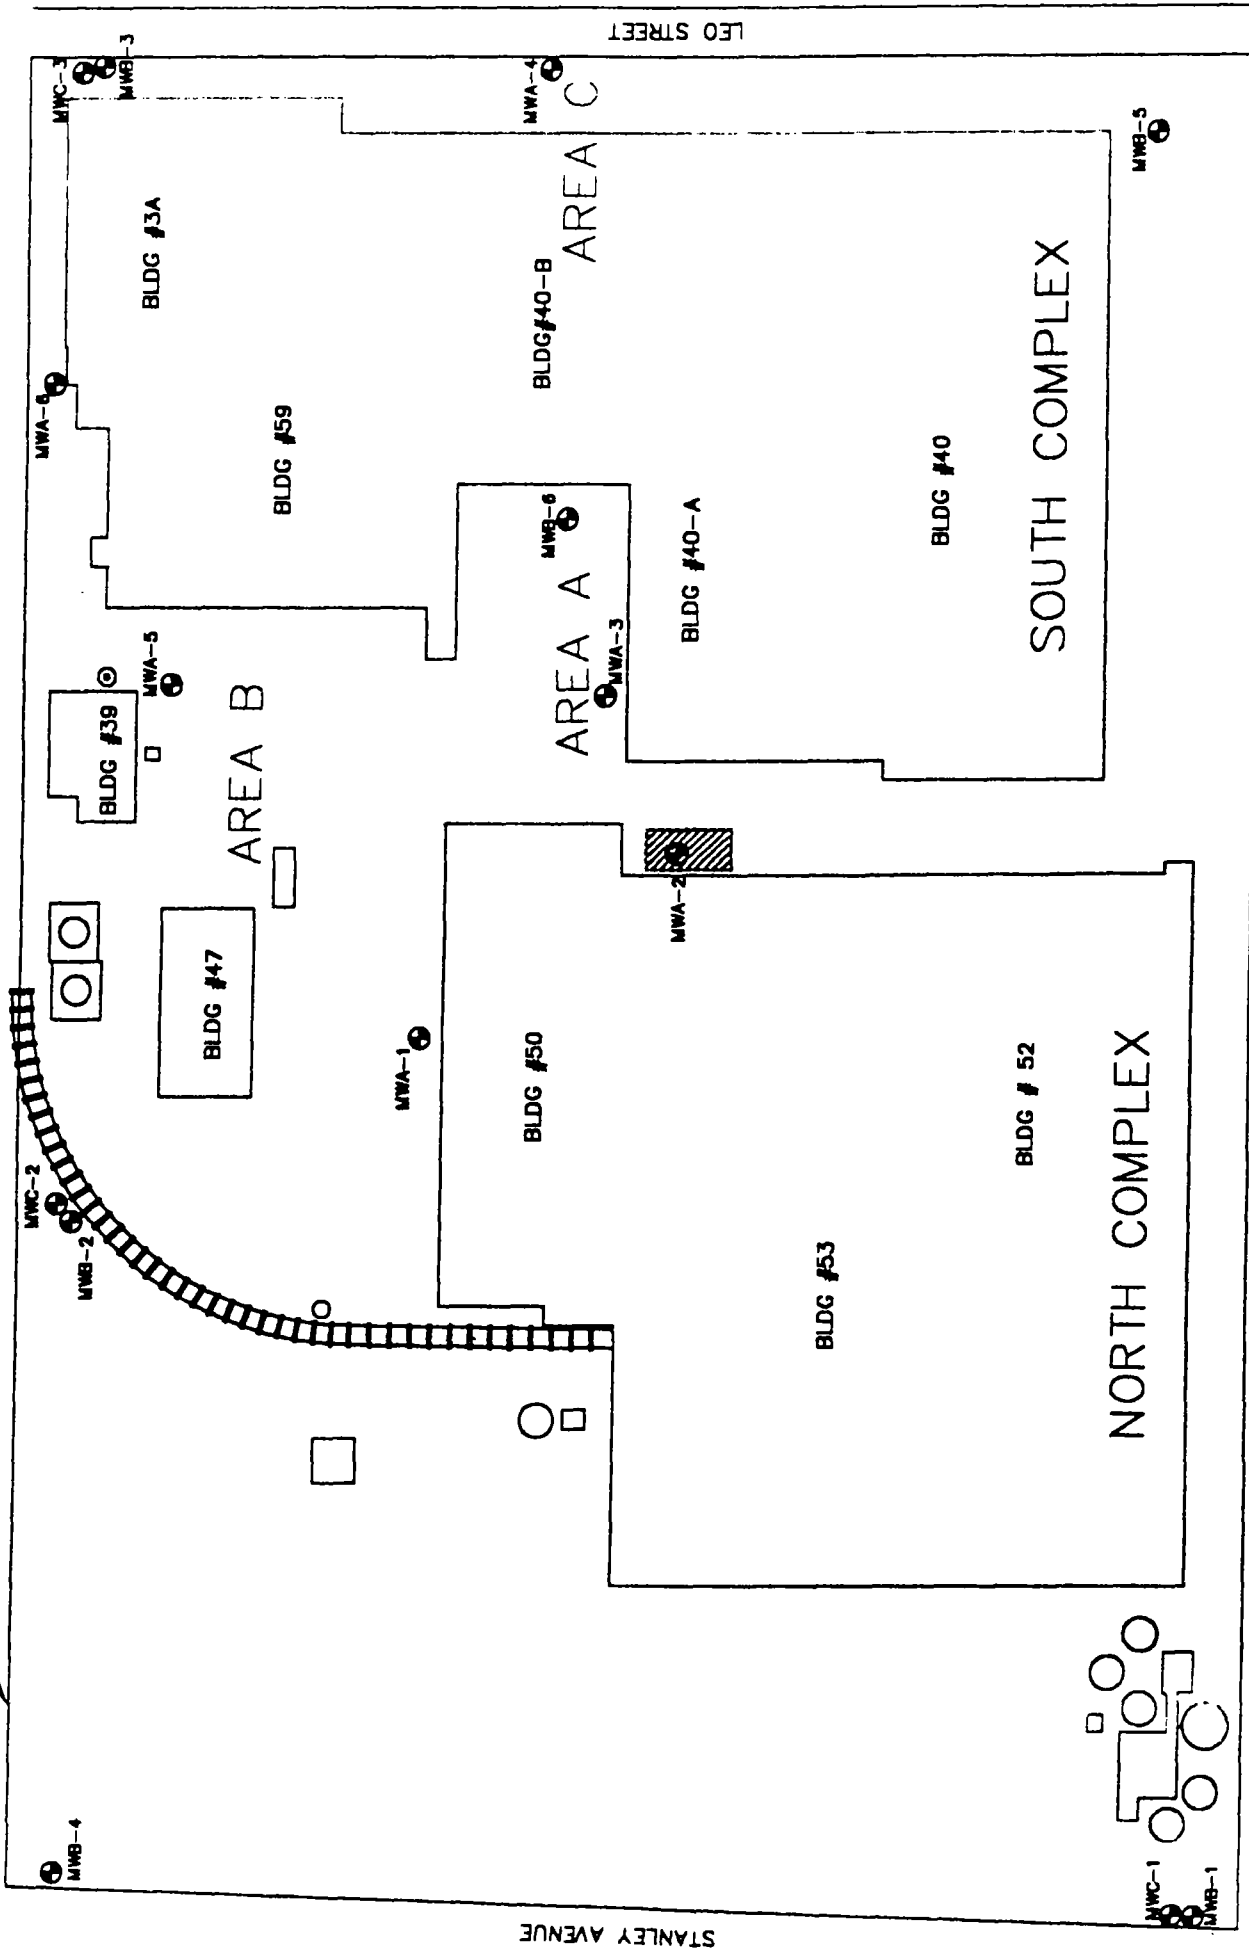 LEO STREET
MWC-3
MWB-3
MWA-4
AREA C
MWB-5
BLDG #3A
BLDG#40-B
MWA-6
BLDG #59
BLDG #40
SOUTH COMPLEX
MWB-6
BLDG #40-A
AREA A
MWA-3
MWA-5
BLDG #39
AREA B
MWA-2
BLDG #47
MWA-1
BLDG #50
BLDG # 52
MWC-2
MWB-2
BLDG #53
NORTH COMPLEX
MWB-4
MWC-1
MWB-1
STANLEY AVENUE